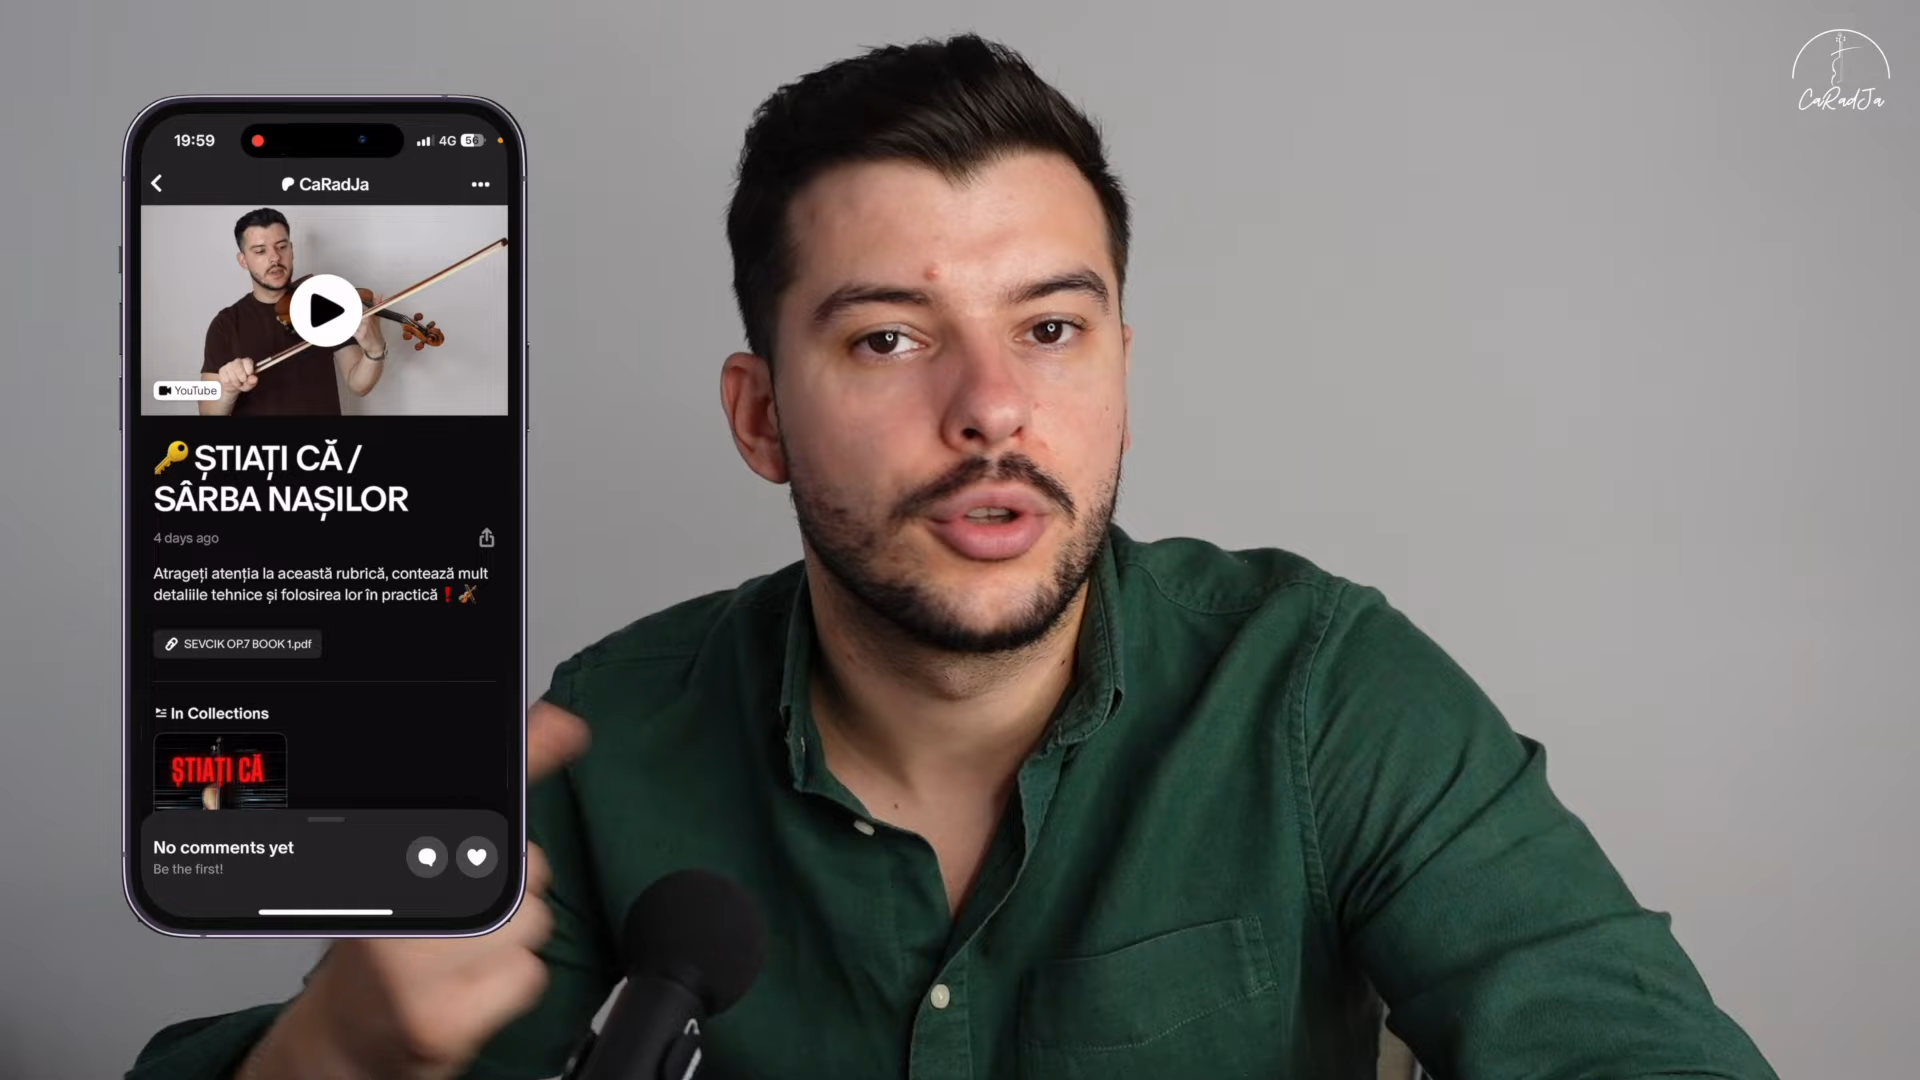 CaRadJa
19:59
4G 56
CaRadJa
YouTube
🔑 ȘTIAȚI CĂ /
SÂRBA NAȘILOR
4 days ago
Atrageți atenția la această rubrică, contează mult
detaliile tehnice și folosirea lor în practică❗🎻
SEVCIK OP.7 BOOK 1.pdf
In Collections
ȘTIAȚI CĂ
No comments yet
Be the first!